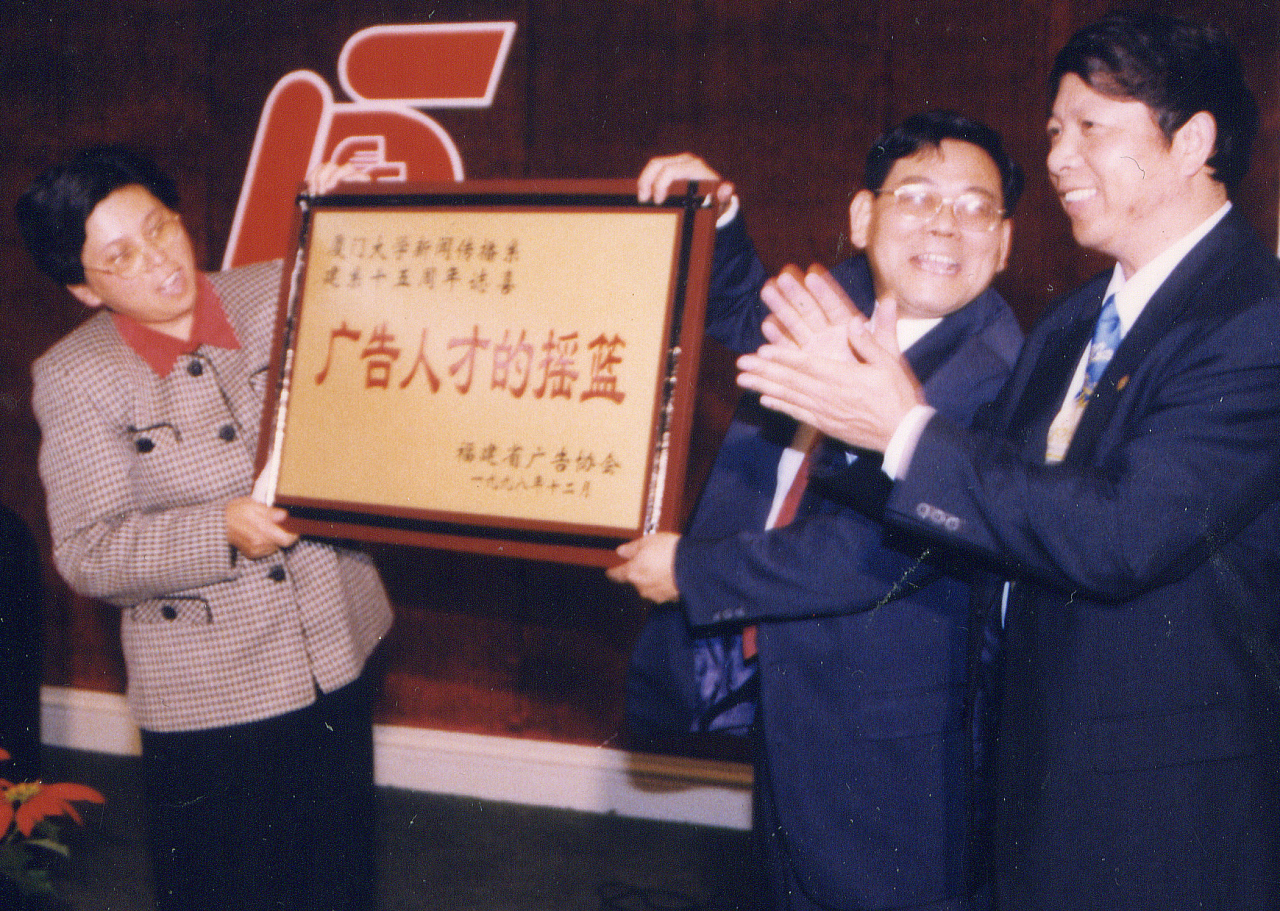 厦门大学新闻传播系
建系十五周年志喜
广告人才的摇篮
福建省广告协会
一九九八年十二月